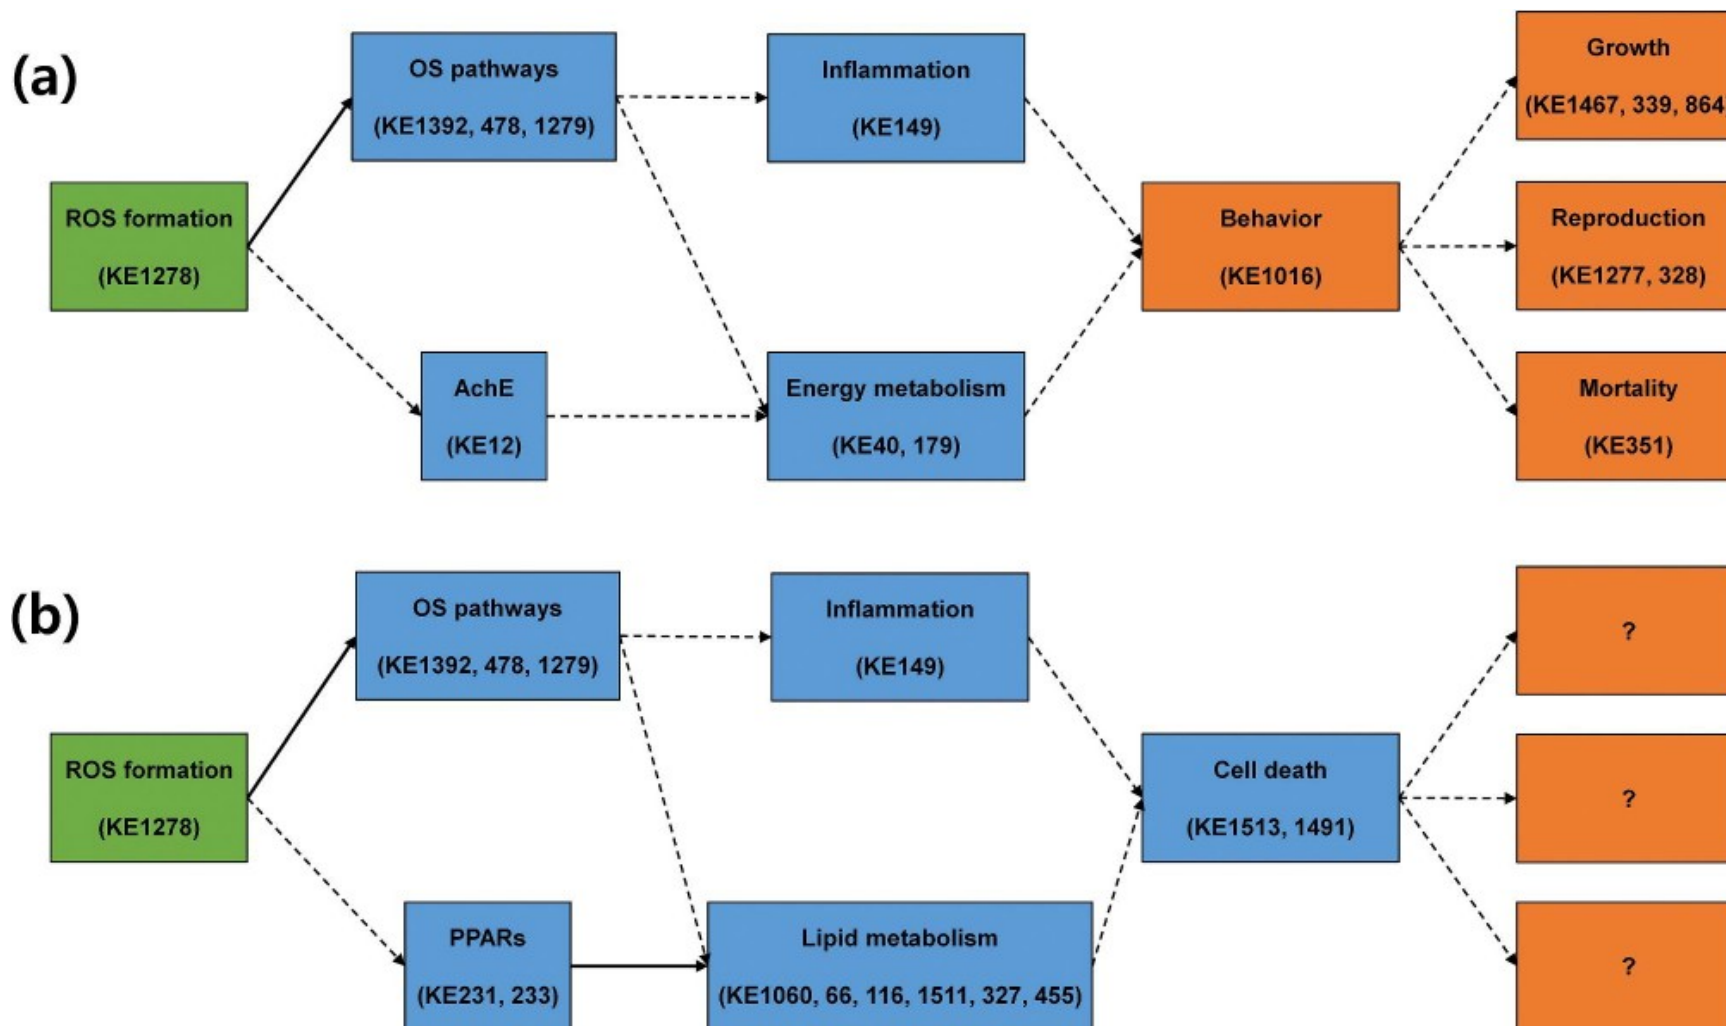 (a)
ROS formation
(KE1278)
OS pathways
(KE1392, 478, 1279)
AchE
(KE12)
Inflammation
(KE149)
Energy metabolism
(KE40, 179)
Behavior
(KE1016)
Growth
(KE1467, 339, 864
Reproduction
(KE1277, 328)
Mortality
(KE351)
(b)
ROS formation
(KE1278)
OS pathways
(KE1392, 478, 1279)
PPARs
(KE231, 233)
Inflammation
(KE149)
Lipid metabolism
(KE1060, 66, 116, 1511, 327, 455)
Cell death
(KE1513, 1491)
?
?
?